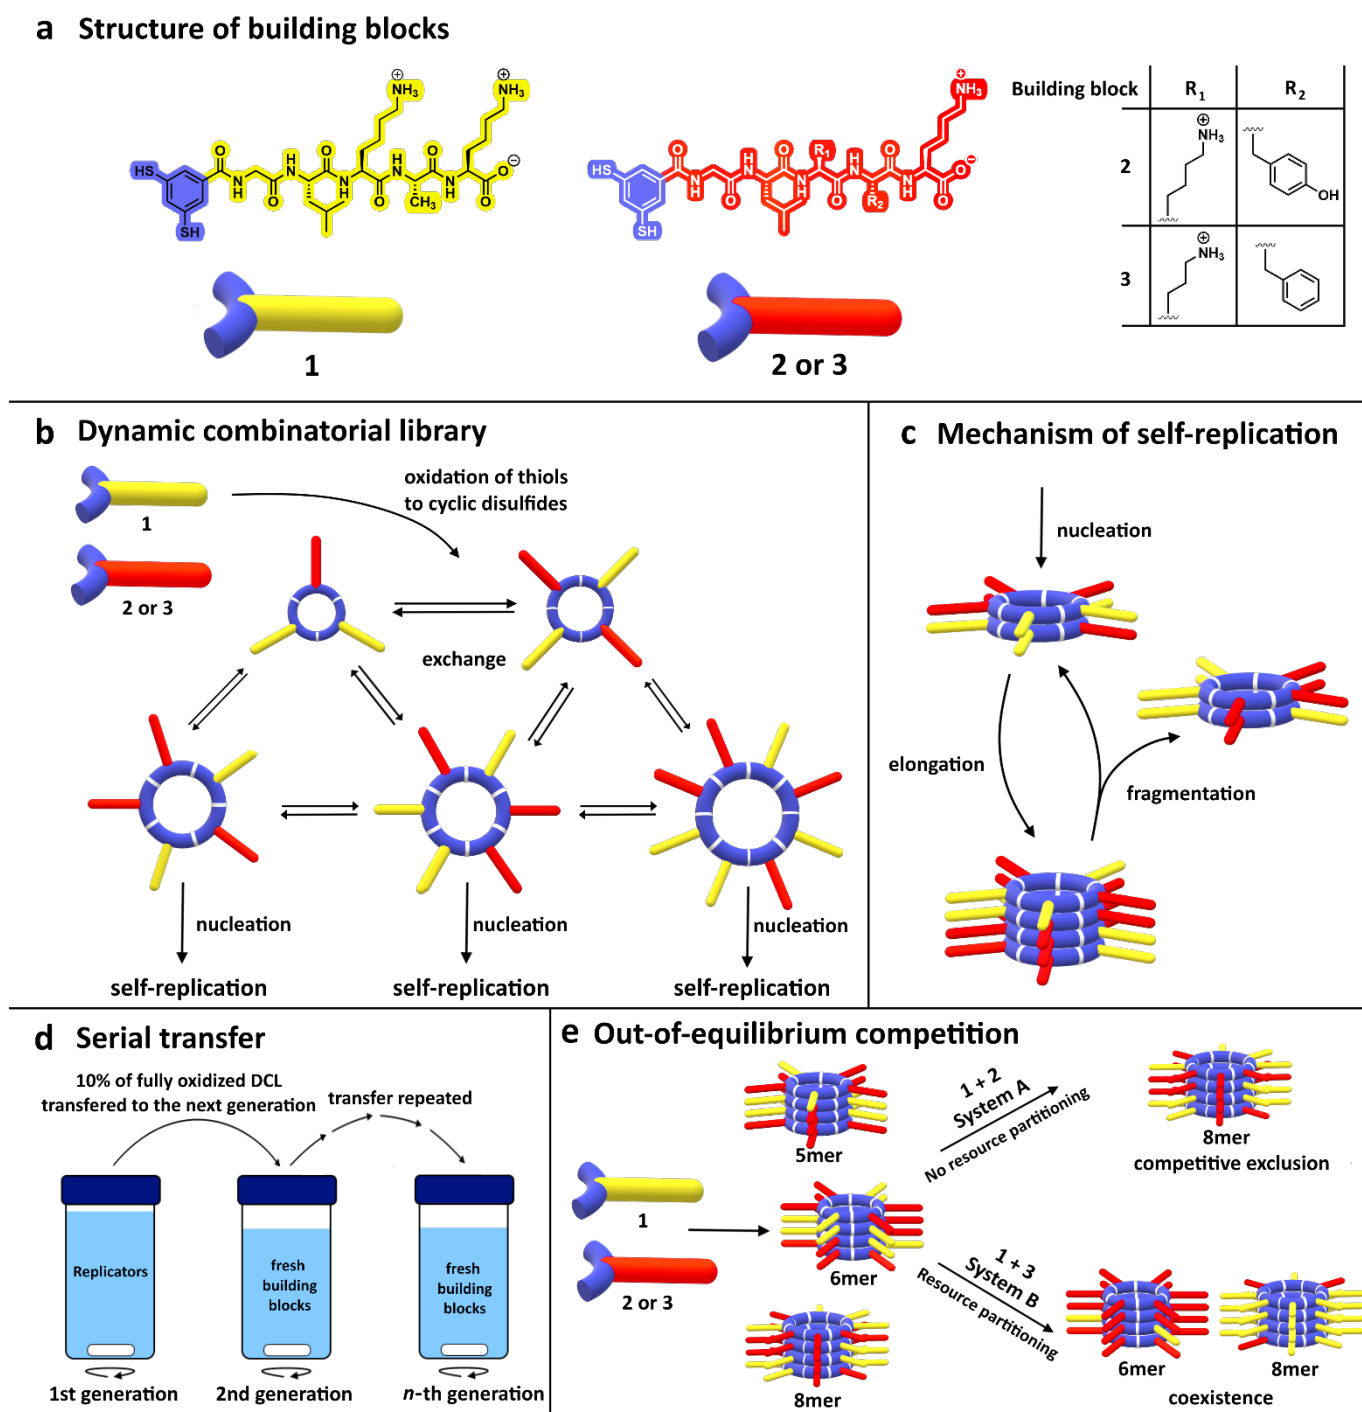 a Structure of building blocks
NH3
NH3
O
H
N
O
H
N
O
O
HS
N
H
O
N
H
O
N
H
CH3
O
SH
NH3
O
H
N
O
R1
H
N
O
O
HS
N
H
O
N
H
O
R2
N
H
O
SH
Building block R1 R2
2
NH3
OH
3
NH3
1
2 or 3
b Dynamic combinatorial library
oxidation of thiols
to cyclic disulfides
1
2 or 3
exchange
nucleation
nucleation
nucleation
self-replication
self-replication
self-replication
c Mechanism of self-replication
nucleation
elongation
fragmentation
d Serial transfer
10% of fully oxidized DCL
transfered to the next generation
transfer repeated
Replicators
fresh
building
blocks
fresh
building
blocks
1st generation
2nd generation
n-th generation
e Out-of-equilibrium competition
5mer
1 + 2
System A
No resource partitioning
8mer
competitive exclusion
1
2 or 3
6mer
1 + 3
System B
Resource partitioning
8mer
6mer
8mer
coexistence